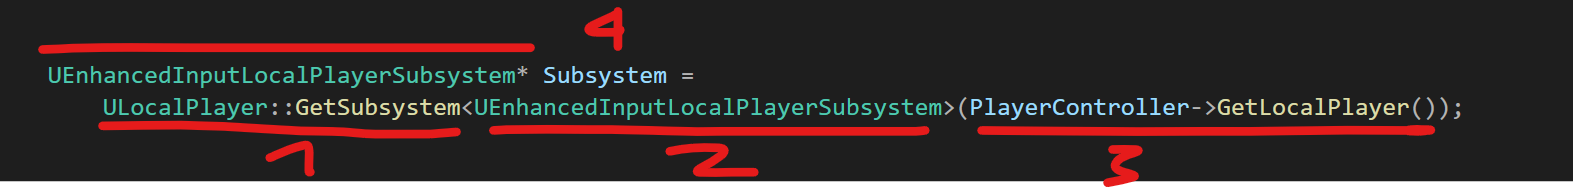 4
UEnhancedInputLocalPlayerSubsystem* Subsystem =
ULocalPlayer::GetSubsystem<UEnhancedInputLocalPlayerSubsystem>(PlayerController->GetLocalPlayer());
1 2 3